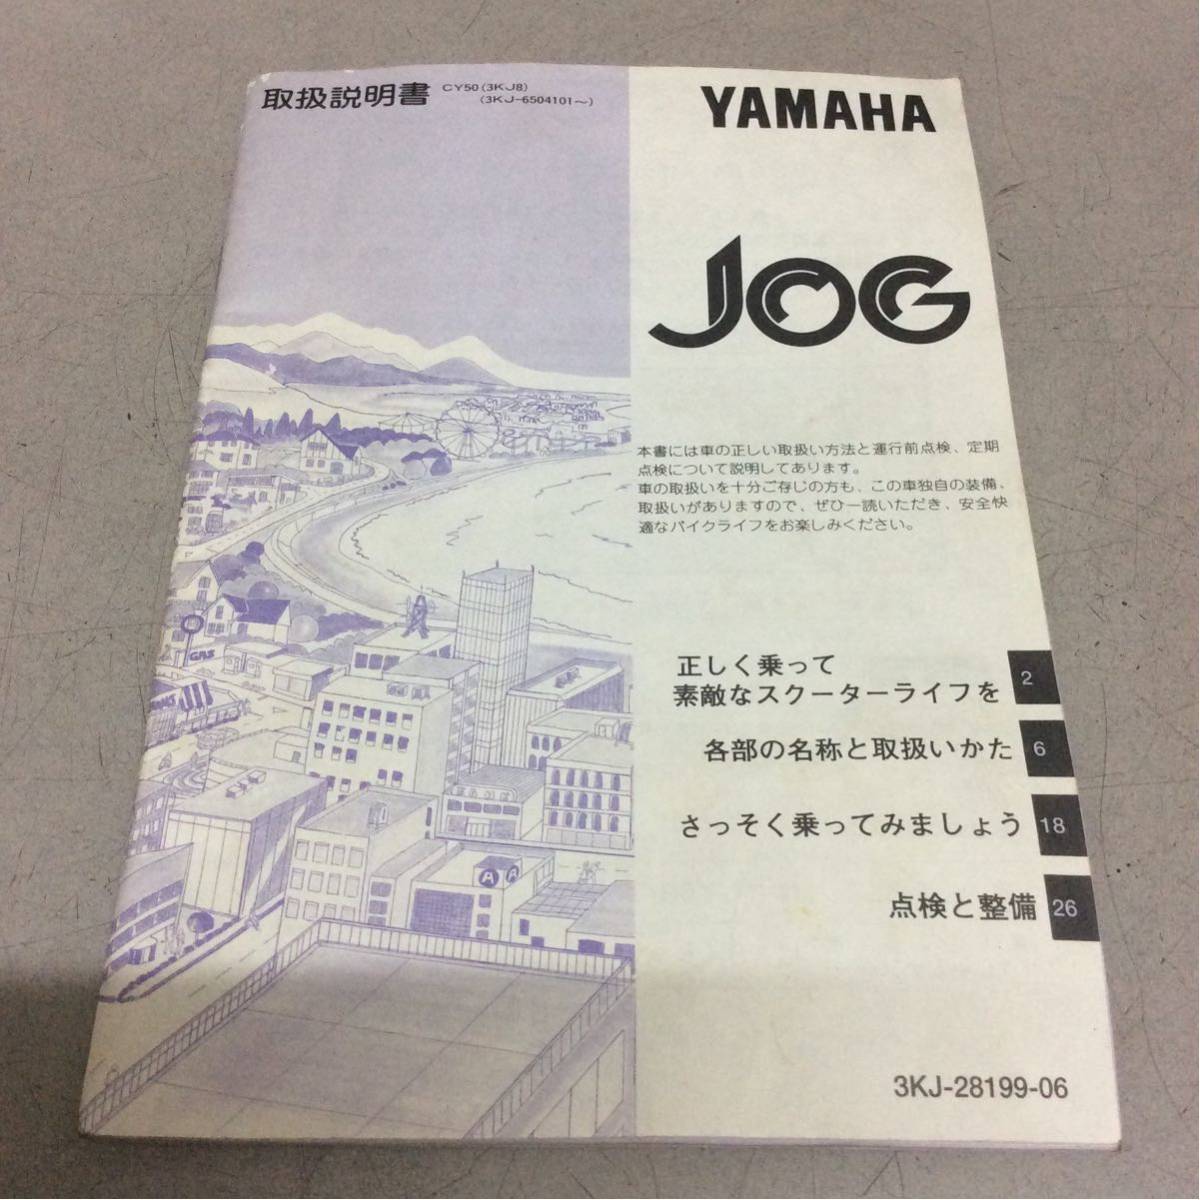 取扱説明書 CY50(3KJ8)
(3KJ-6504101~)
YAMAHA
JOG
本書には車の正しい取扱い方法と運行前点検、定期
点検について説明してあります。
車の取扱いを十分ご存じの方も、この車独自の装備、
取扱いがありますので、ぜひ一読いただき、安全快
適なバイクライフをお楽しみください。
正しく乗って
素敵なスクーターライフを 2
各部の名称と取扱いかた 6
さっそく乗ってみましょう 18
点検と整備 26
GAS
A A
3KJ-28199-06